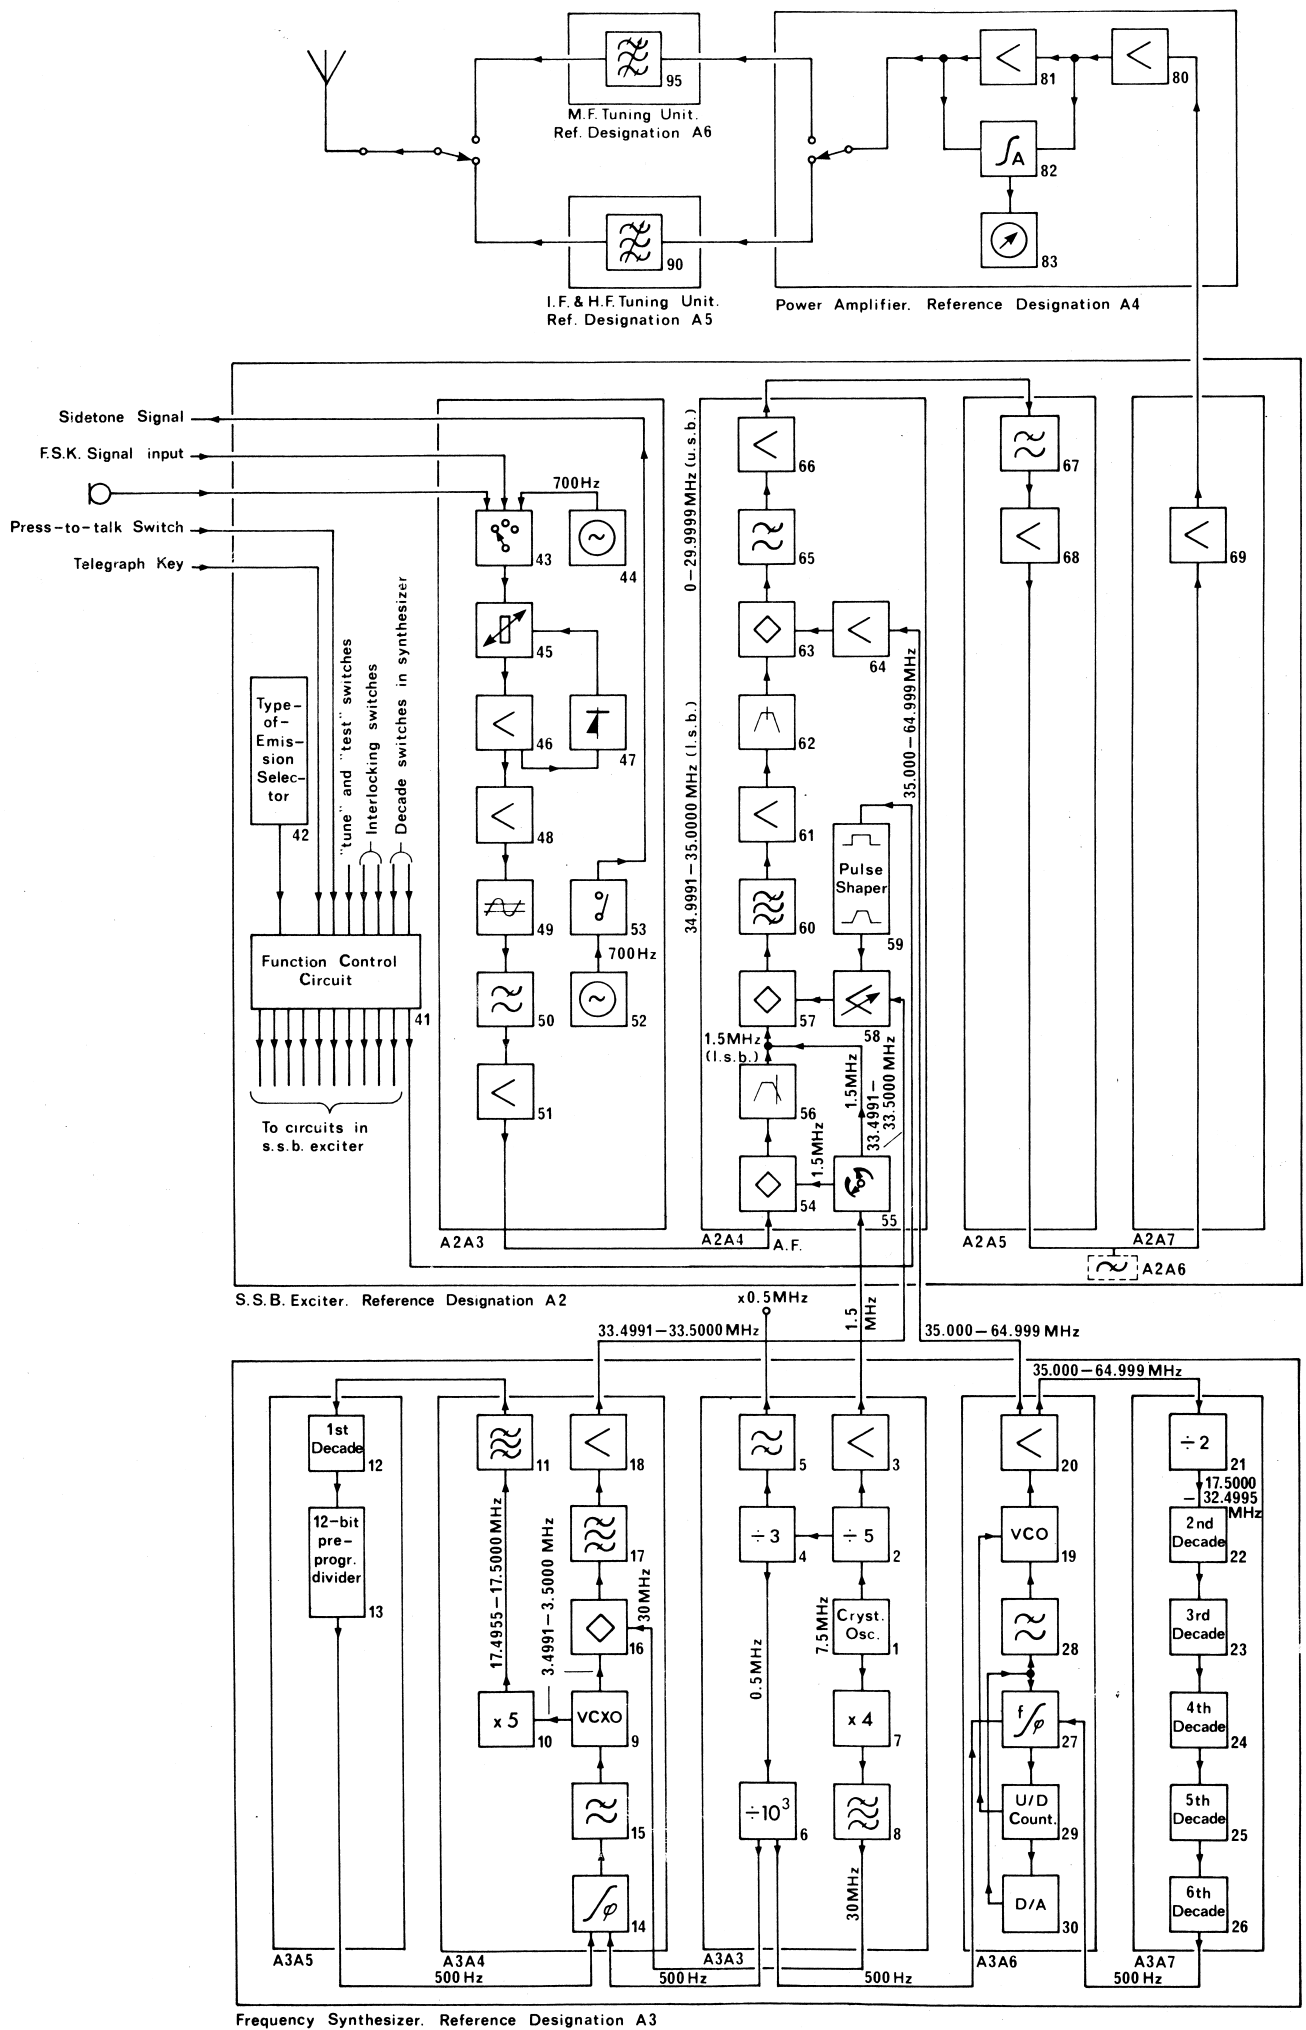 95
M.F. Tuning Unit.
Ref. Designation A6
90
I.F. & H.F. Tuning Unit.
Ref. Designation A5
81
80
A
82
83
Power Amplifier. Reference Designation A4
Sidetone Signal
F.S.K. Signal input
Press-to-talk Switch
Telegraph Key
Type-
of-
Emis-
sion
Selec-
tor
42
"tune" and "test" switches
Interlocking switches
Decade switches in synthesizer
Function Control
Circuit
41
To circuits in
s.s.b. exciter
700Hz
43
44
45
46
47
48
49
53
700Hz
50
52
51
A2A3
34.9991-35.0000 MHz (l.s.b.)
0-29.9999 MHz (u.s.b.)
66
65
63
64
35.000-64.999 MHz
62
61
Pulse
Shaper
59
60
57
58
1.5MHz
(l.s.b.)
1.5MHz
33.4991-
33.5000 MHz
56
1.5MHz
54
55
A2A4
A.F.
67
68
A2A5
69
A2A7
A2A6
S.S.B. Exciter. Reference Designation A2
x0.5MHz
33.4991-33.5000 MHz
1.5
MHz
35.000-64.999 MHz
35.000-64.999 MHz
1st
Decade
12
12-bit
pre-
progr.
divider
13
A3A5
11
18
17.4955-17.5000 MHz
17
3.4991-3.5000 MHz
30MHz
16
x 5
10
VCXO
9
15
φ
14
A3A4
500 Hz
5
3
÷ 3
4
÷ 5
2
7.5MHz
Cryst.
Osc.
1
0.5MHz
x 4
7
÷10³
6
8
30MHz
A3A3
500 Hz
500 Hz
20
VCO
19
28
f
φ
27
U/D
Count.
29
D/A
30
A3A6
÷ 2
21
17.5000
- 32.4995
MHz
2nd
Decade
22
3rd
Decade
23
4th
Decade
24
5th
Decade
25
6th
Decade
26
A3A7
500 Hz
Frequency Synthesizer. Reference Designation A3